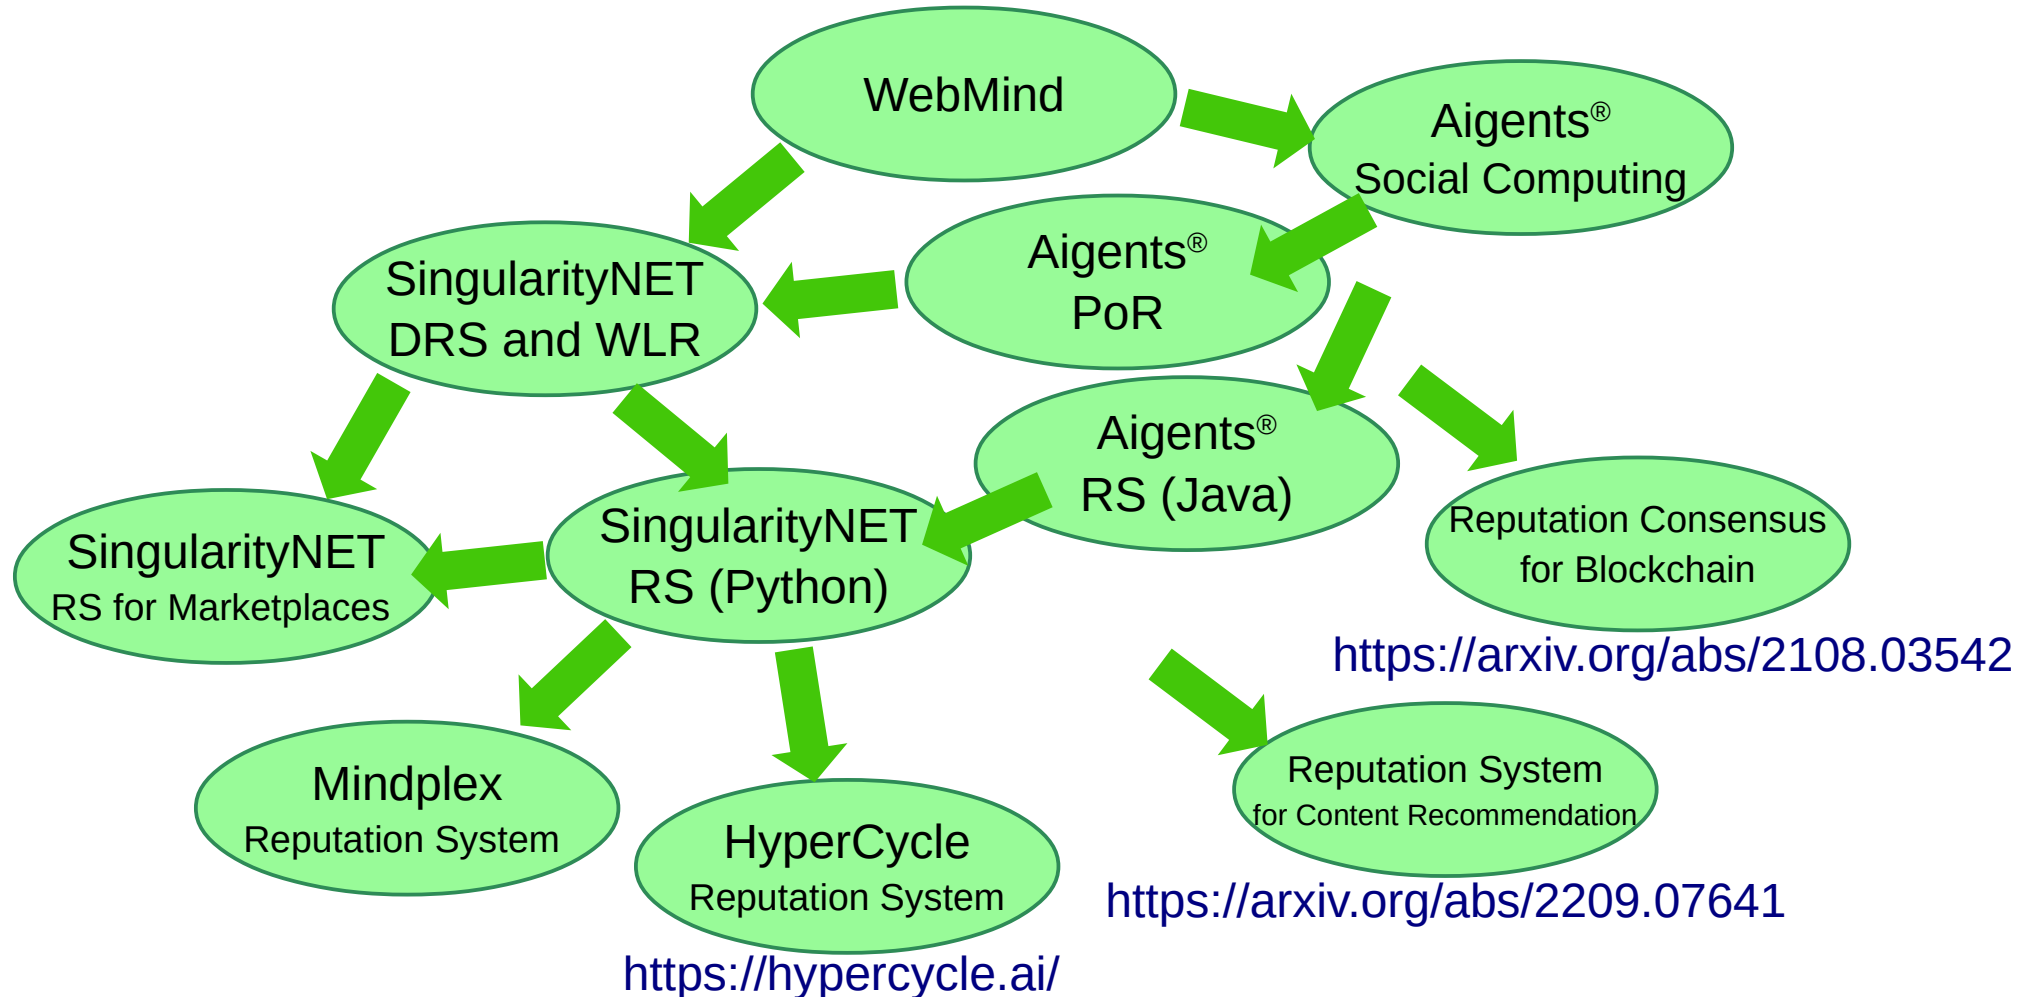 WebMind
Aigents®
Social Computing
Aigents®
PoR
SingularityNET
DRS and WLR
Aigents®
RS (Java)
Reputation Consensus
for Blockchain
https://arxiv.org/abs/2108.03542
SingularityNET
RS (Python)
SingularityNET
RS for Marketplaces
Mindplex
Reputation System
HyperCycle
Reputation System
https://hypercycle.ai/
Reputation System
for Content Recommendation
https://arxiv.org/abs/2209.07641